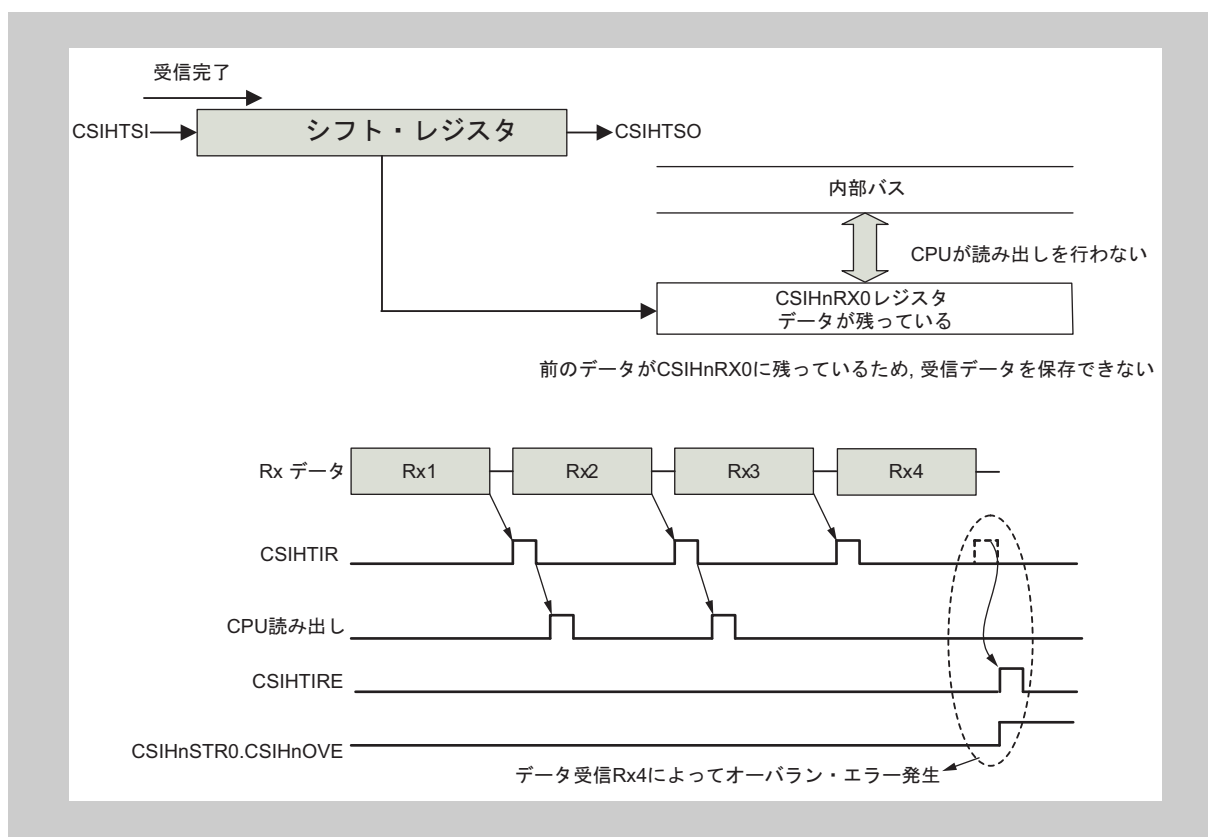 受信完了
CSIHTSI
シフト・レジスタ
CSIHTSO
内部バス
CPUが読み出しを行わない
CSIHnRX0レジスタ
データが残っている
前のデータがCSIHnRX0に残っているため, 受信データを保存できない
Rx データ
Rx1
Rx2
Rx3
Rx4
CSIHTIR
CPU読み出し
CSIHTIRE
CSIHnSTR0.CSIHnOVE
データ受信Rx4によってオーバラン・エラー発生